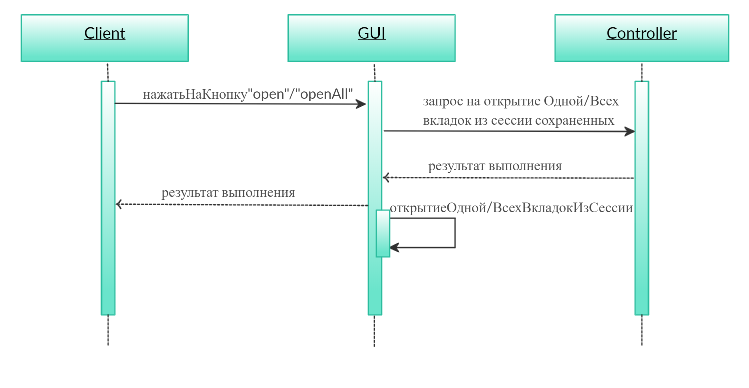 Client
GUI
Controller
нажатьНаКнопку"open"/"openAll"
запрос на открытие Одной/Всех
вкладок из сессии сохраненных
результат выполнения
результат выполнения
открытиеОдной/ВсехВкладокИзСессии